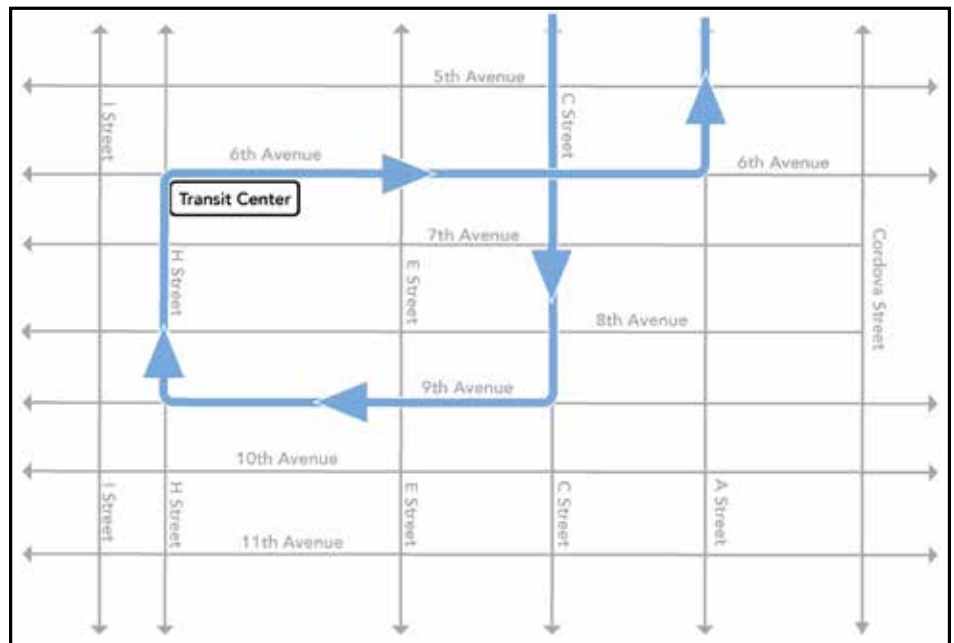 5th Avenue
I Street
C Street
6th Avenue
6th Avenue
Transit Center
7th Avenue
H Street
E Street
Cordova Street
8th Avenue
9th Avenue
10th Avenue
I Street
H Street
E Street
C Street
A Street
11th Avenue